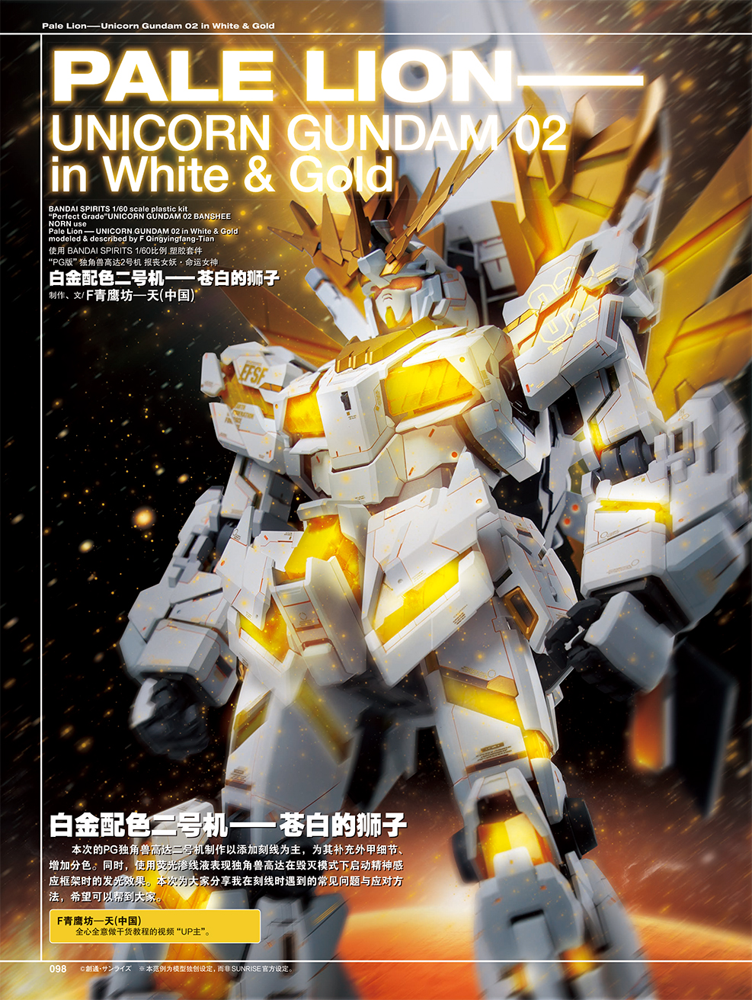 Pale Lion—Unicorn Gundam 02 in White & Gold
PALE LION—
UNICORN GUNDAM 02
in White & Gold
BANDAI SPIRITS 1/60 scale plastic kit
“Perfect Grade”UNICORN GUNDAM 02 BANSHEE
NORN use
Pale Lion — UNICORN GUNDAM 02 in White & Gold
modeled & described by F Qingyingfang-Tian
使用 BANDAI SPIRITS 1/60比例 塑胶套件
“PG版” 独角兽高达2号机 报丧女妖・命运女神
白金配色二号机——苍白的狮子
制作、文/ F青鹰坊—天(中国)
EFSF
白金配色二号机——苍白的狮子
本次的PG独角兽高达二号机制作以添加刻线为主，为其补充外甲细节、
增加分色。同时，使用荧光渗线液表现独角兽高达在毁灭模式下启动精神感
应框架时的发光效果。本次为大家分享我在刻线时遇到的常见问题与应对方
法，希望可以帮到大家。
F青鹰坊—天(中国)
全心全意做干货教程的视频 “UP主”。
098 ©創通・サンライズ ※本范例为模型独创设定，而非SUNRISE官方设定。